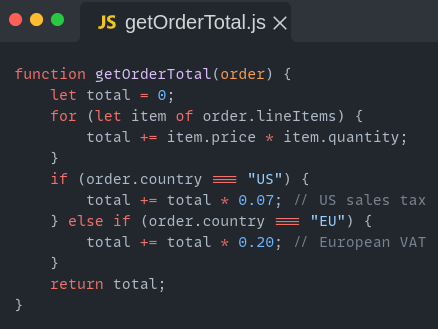 JS getOrderTotal.js ×
function getOrderTotal(order) {
    let total = 0;
    for (let item of order.lineItems) {
        total += item.price * item.quantity;
    }
    if (order.country === "US") {
        total += total * 0.07; // US sales tax
    } else if (order.country === "EU") {
        total += total * 0.20; // European VAT
    }
    return total;
}